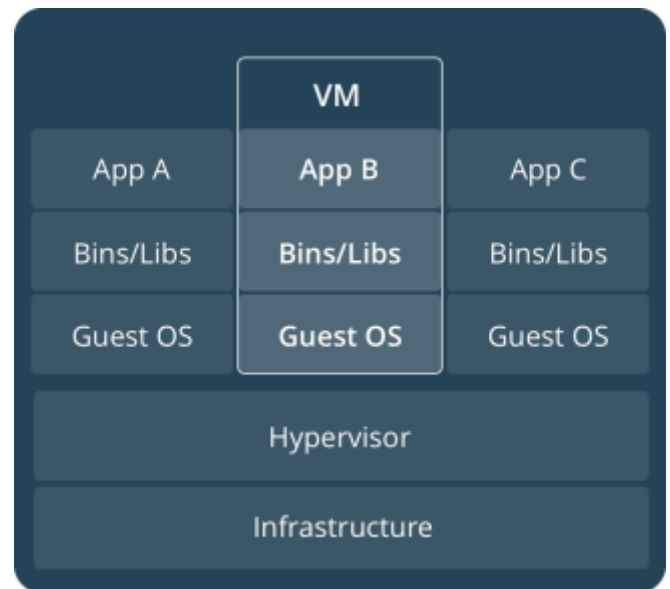 VM
App A
App B
App C
Bins/Libs
Bins/Libs
Bins/Libs
Guest OS
Guest OS
Guest OS
Hypervisor
Infrastructure